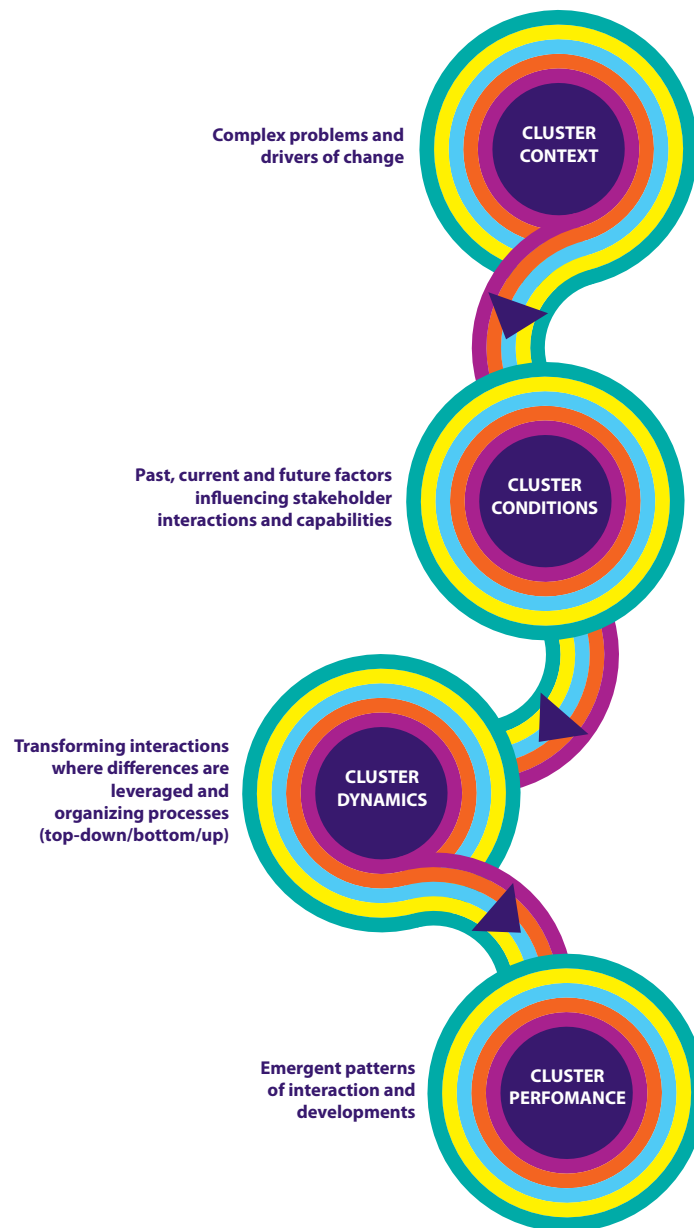 Complex problems and
drivers of change
CLUSTER
CONTEXT
Past, current and future factors
influencing stakeholder
interactions and capabilities
CLUSTER
CONDITIONS
Transforming interactions
where differences are
leveraged and
organizing processes
(top-down/bottom/up)
CLUSTER
DYNAMICS
Emergent patterns
of interaction and
developments
CLUSTER
PERFOMANCE